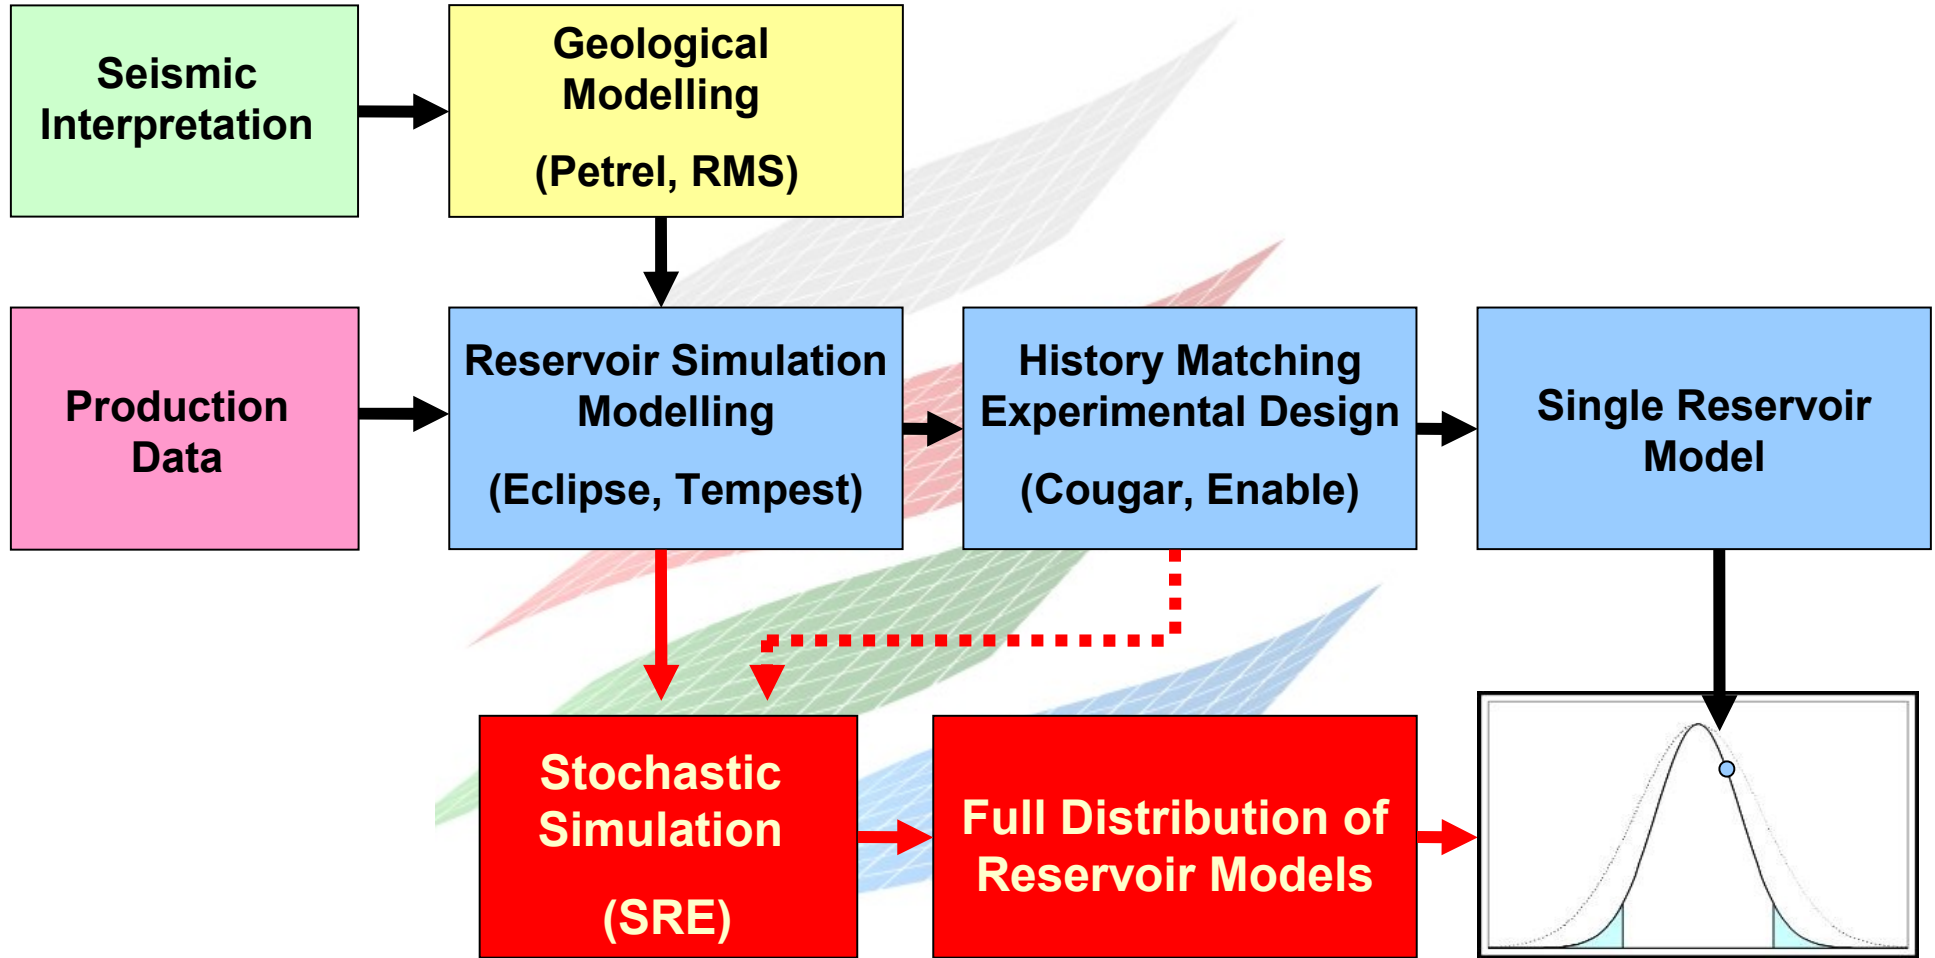 Seismic
Interpretation
Geological
Modelling
(Petrel, RMS)
Production
Data
Reservoir Simulation
Modelling
(Eclipse, Tempest)
History Matching
Experimental Design
(Cougar, Enable)
Single Reservoir
Model
Stochastic
Simulation
(SRE)
Full Distribution of
Reservoir Models